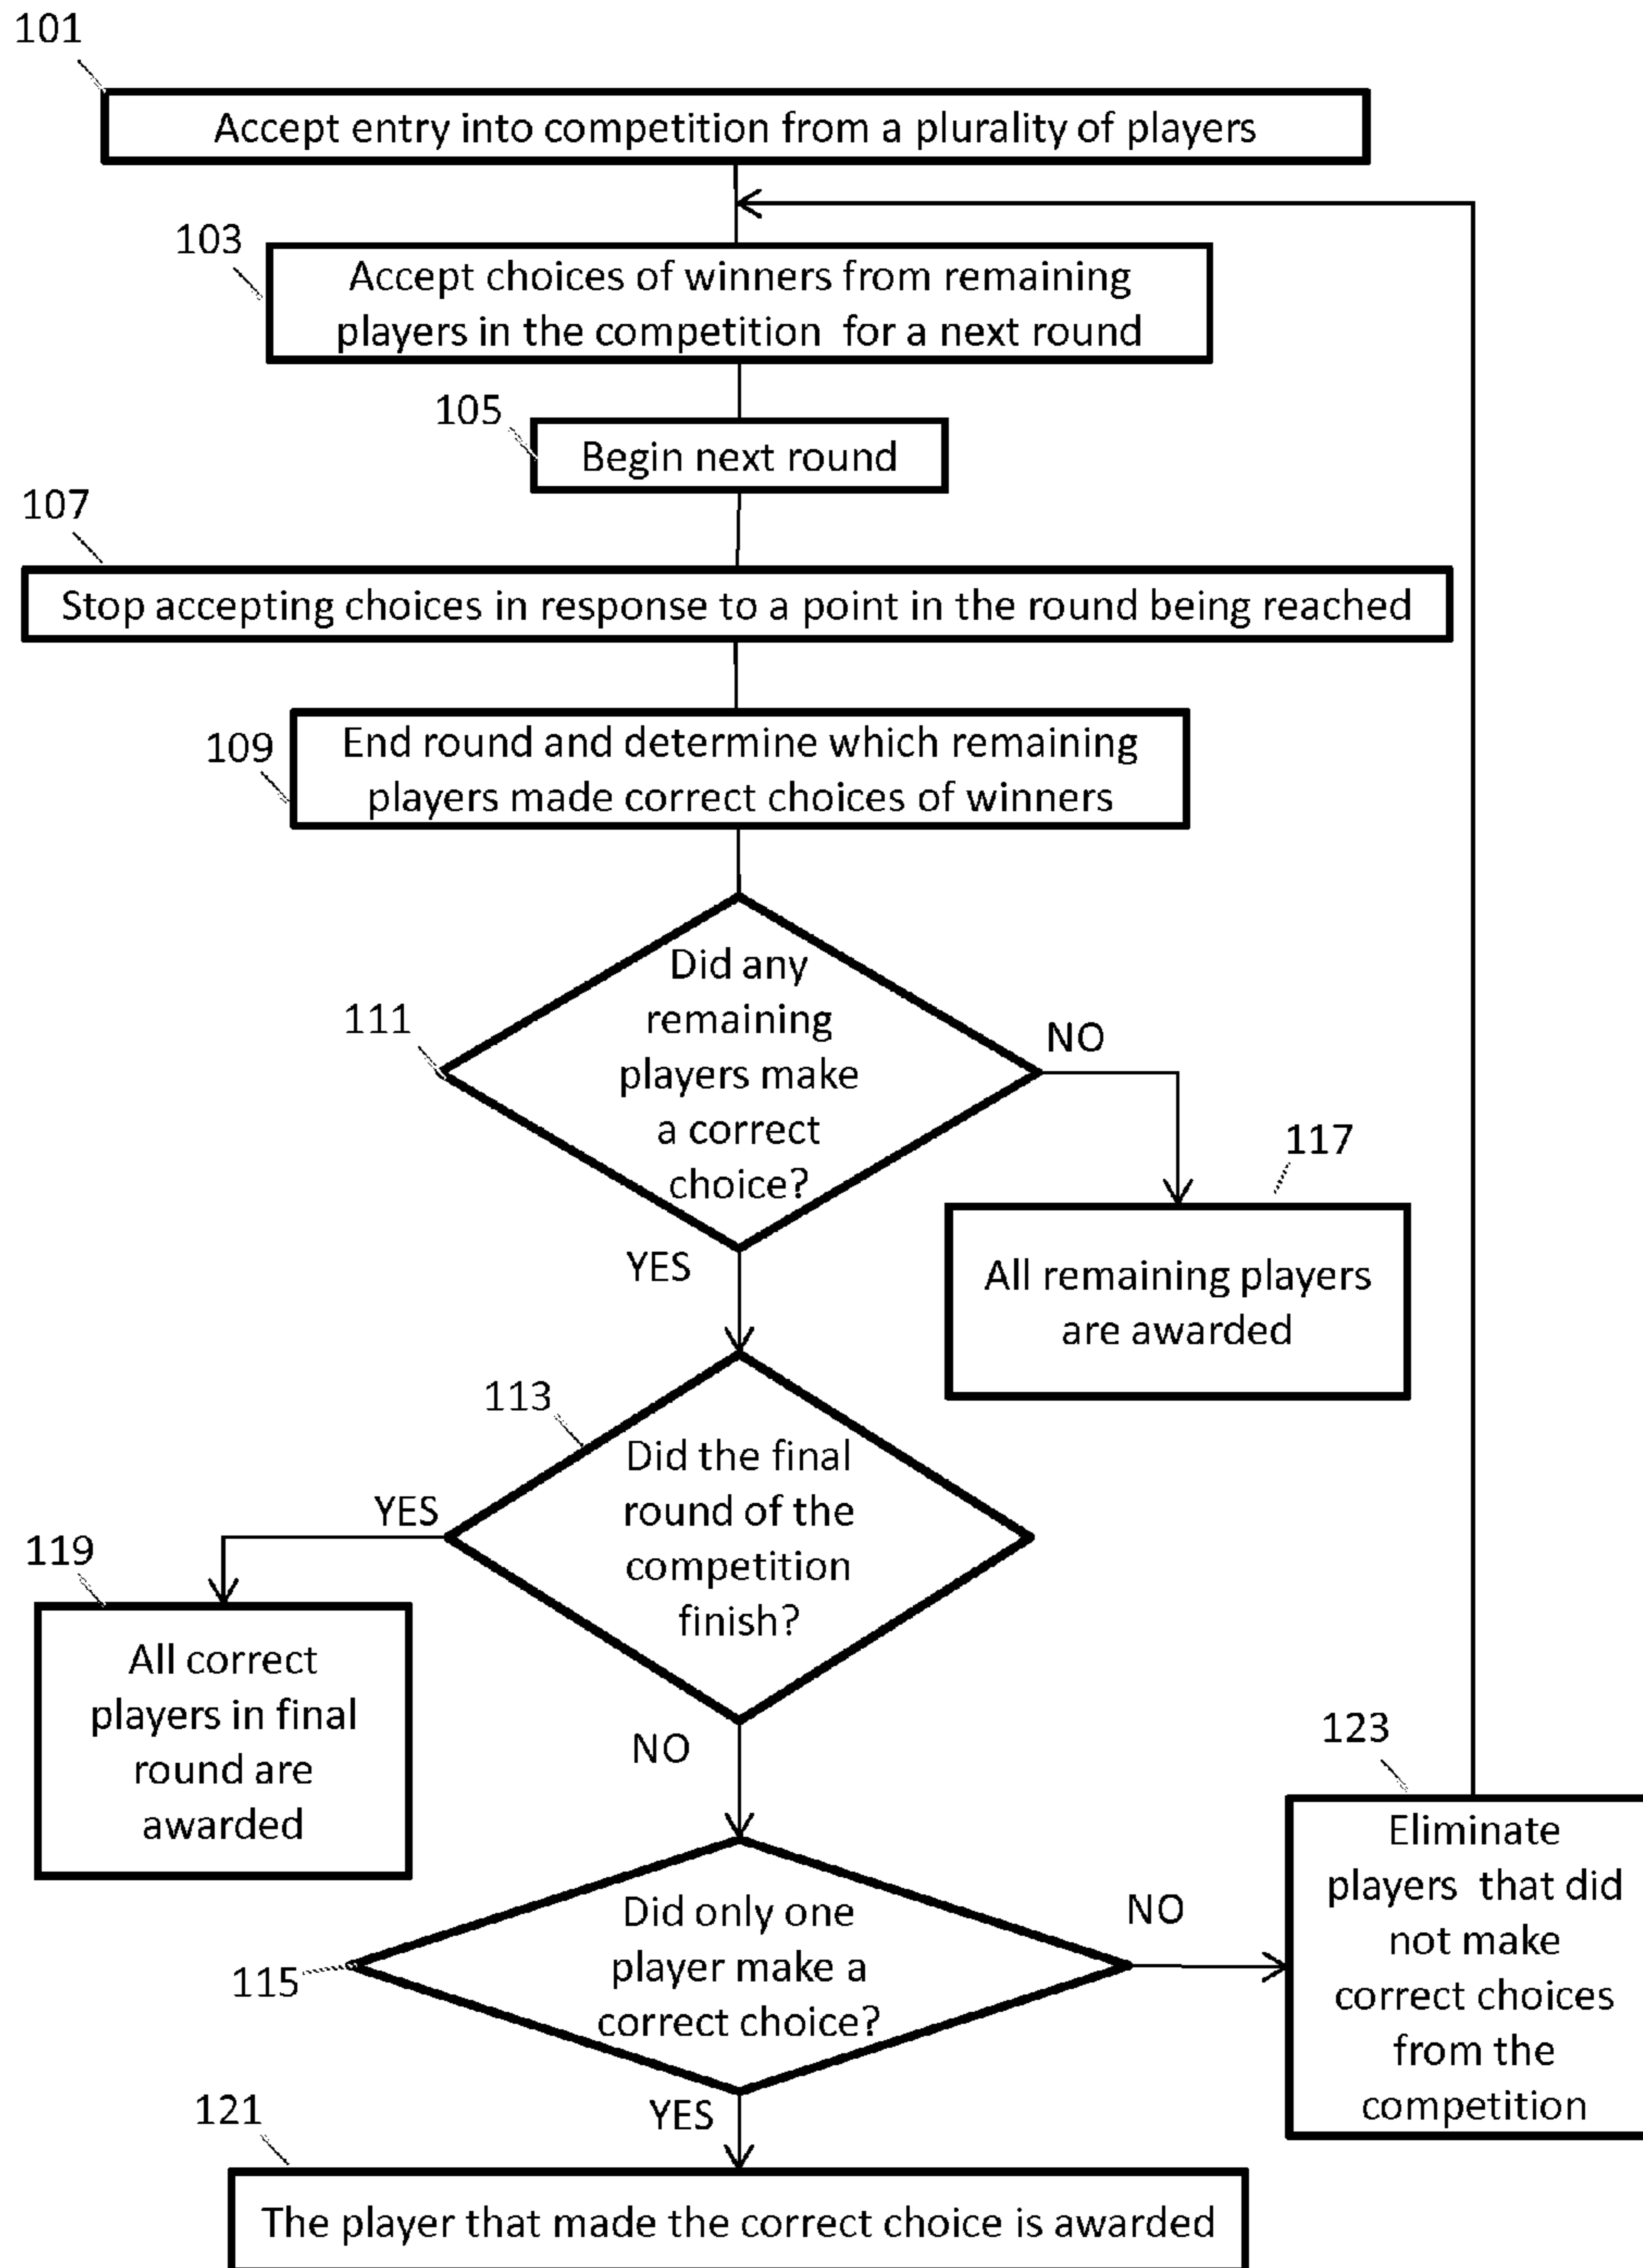 101
Accept entry into competition from a plurality of players
103
Accept choices of winners from remaining
players in the competition for a next round
105
Begin next round
107
Stop accepting choices in response to a point in the round being reached
109
End round and determine which remaining
players made correct choices of winners
111
Did any
remaining
players make
a correct
choice?
NO
YES
117
All remaining players
are awarded
113
Did the final
round of the
competition
finish?
YES
NO
119
All correct
players in final
round are
awarded
115
Did only one
player make a
correct choice?
NO
YES
123
Eliminate
players that did
not make
correct choices
from the
competition
121
The player that made the correct choice is awarded